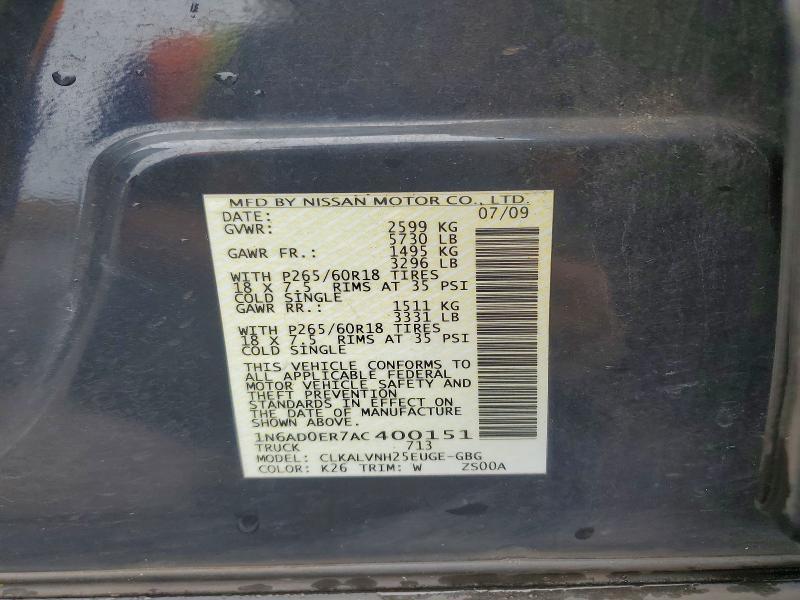 MFD BY NISSAN MOTOR CO., LTD.
DATE: 07/09
GVWR: 2599 KG
5730 LB
GAWR FR.: 1495 KG
3296 LB
WITH P265/60R18 TIRES
18 X 7.5 RIMS AT 35 PSI
COLD SINGLE
GAWR RR.: 1511 KG
3331 LB
WITH P265/60R18 TIRES
18 X 7.5 RIMS AT 35 PSI
COLD SINGLE
THIS VEHICLE CONFORMS TO
ALL APPLICABLE FEDERAL
MOTOR VEHICLE SAFETY AND
THEFT PREVENTION
STANDARDS IN EFFECT ON
THE DATE OF MANUFACTURE
SHOWN ABOVE.
1N6AD0ER7AC400151
TRUCK 713
MODEL: CLKALVNH25EUGE-GBG
COLOR: K26 TRIM: W ZS00A